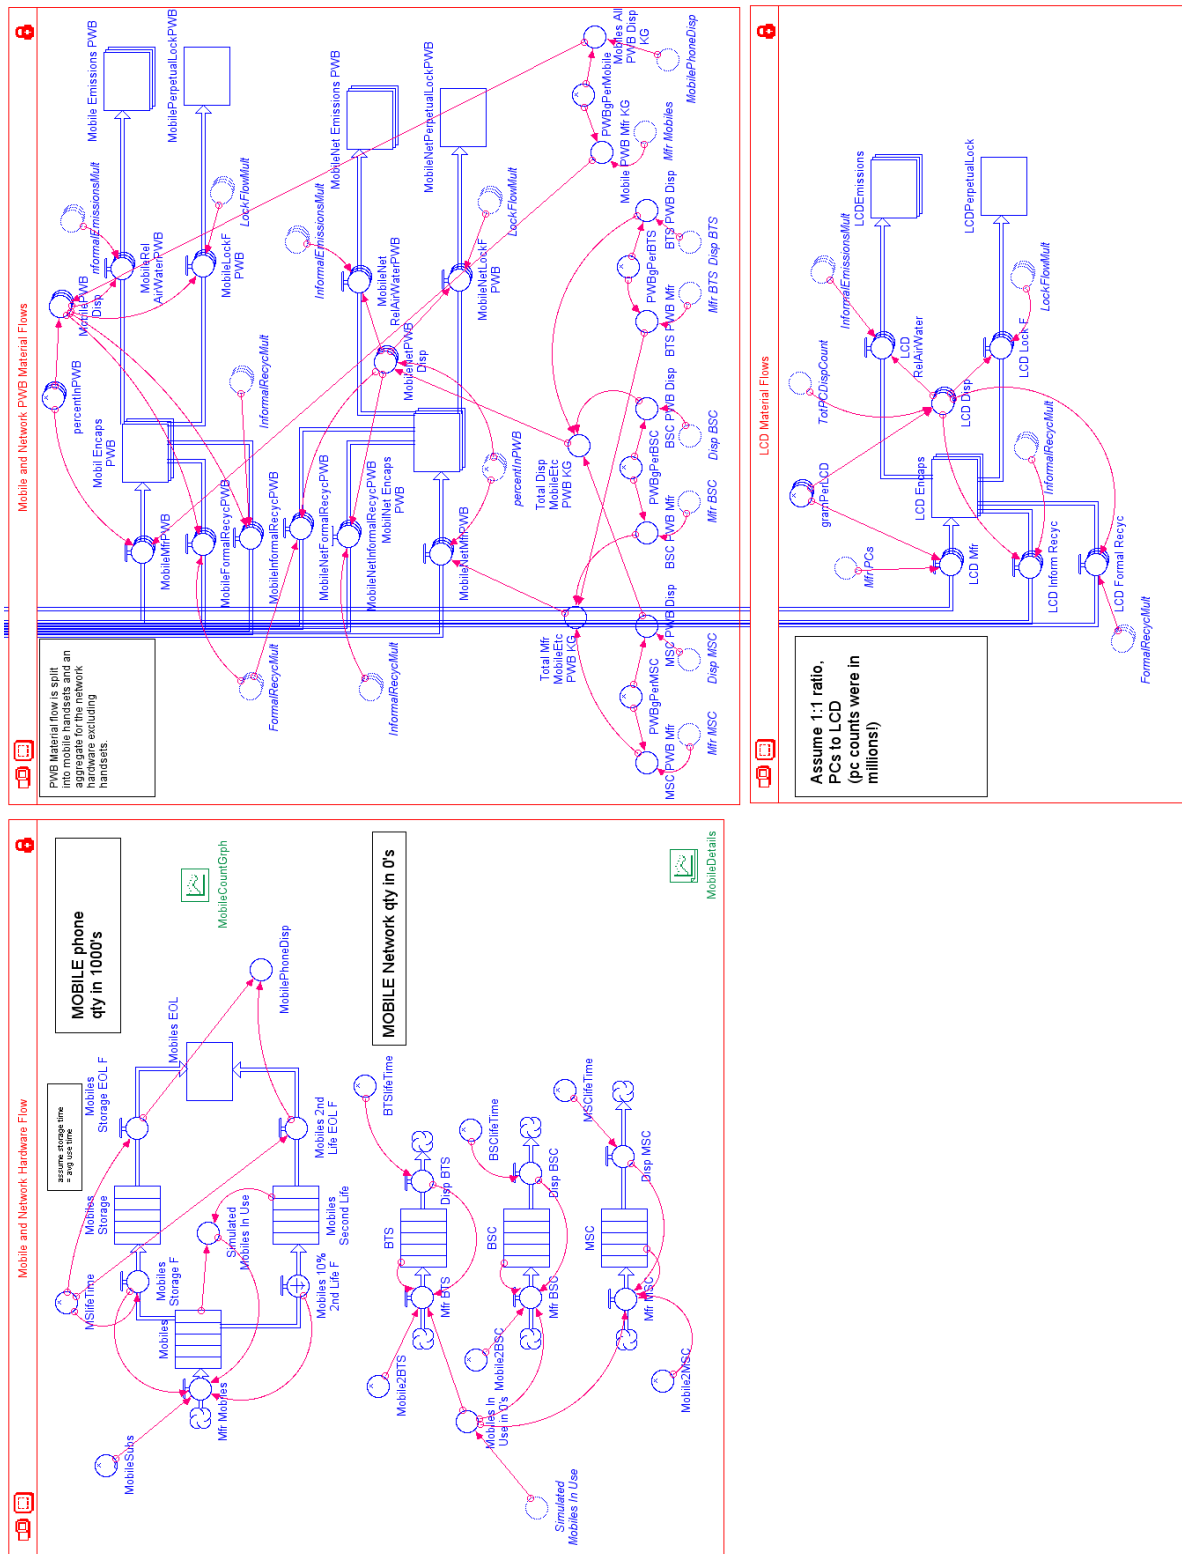 Mobile and Network PWB Material Flows
PWB Material flow is split
into mobile handsets and an
aggregate for the network
hardware excluding
handsets.
percentInPWB
MobilePWB
Disp
nformalEmissionsMult
Mobile Emissions PWB
MobileRel
AirWaterPWB
MobilePerpetualLockPWB
MobileLockF
PWB
LockFlowMult
Mobil Encaps
PWB
MobileMfrPWB
MobileFormalRecycPWB
MobileInformalRecycPWB
InformalRecycMult
FormalRecycMult
InformalEmissionsMult
Mobile​Net Emissions PWB
MobileNet
RelAirWaterPWB
MobileNetPWB
Disp
MobileNetPerpetualLockPWB
MobileNetLockF
PWB
LockFlowMult
MobileNetFormalRecycPWB
MobileNetInformalRecycPWB
MobilNet Encaps
PWB
MobileNetMfrPWB
InformalRecycMult
percentInPWB
Total Disp
MobileEtc
PWB KG
Total Mfr
MobileEtc
PWB KG
Mobiles All
PWB Disp
KG
PWBgPerMobile
Mobile PWB Mfr KG
MobilePhoneDisp
Mfr Mobiles
BTS PWB Disp
PWBgPerBTS
BTS PWB Mfr
Disp BTS
Mfr BTS
BSC PWB Disp
PWBgPerBSC
BSC PWB Mfr
Disp BSC
Mfr BSC
MSC PWB Disp
PWBgPerMSC
MSC PWB Mfr
Disp MSC
Mfr MSC
LCD Material Flows
Assume 1:1 ratio,
PCs to LCD
(pc counts were in
millions!)
TotPCDispCount
InformalEmissionsMult
LCDEmissions
LCD
RelAirWater
gramPerLCD
LCD Disp
LCDPerpetualLock
LCD Lock F
LockFlowMult
LCD Encaps
Mfr PCs
LCD Mfr
LCD Inform Recyc
InformalRecycMult
LCD Formal Recyc
FormalRecycMult
Mobile and Network Hardware Flow
MOBILE phone
qty in 1000's
assume storage time
= avg use time
MobileCountGrph
MSlifeTime
Mobiles
Storage EOL F
Mobiles EOL
MobilePhoneDisp
Mobiles
Storage
Mobiles
Storage F
Mobiles
Simulated
Mobiles In Use
Mobiles 2nd
Life EOL F
Mobiles
Second Life
Mobiles 10%
2nd Life F
Mfr Mobiles
MobileSubs
MOBILE Network qty in 0's
MobileDetails
BTSlifeTime
Disp BTS
BTS
Mfr BTS
Mobile2BTS
BSClifeTime
Disp BSC
BSC
Mfr BSC
Mobile2BSC
MSClifeTime
Disp MSC
MSC
Mfr MSC
Mobile2MSC
Mobiles In
Use in 0's
Simulated
Mobiles In Use